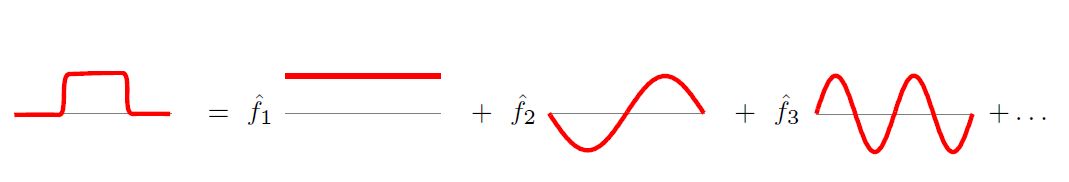 = f̂₁ + f̂₂ + f̂₃ + …